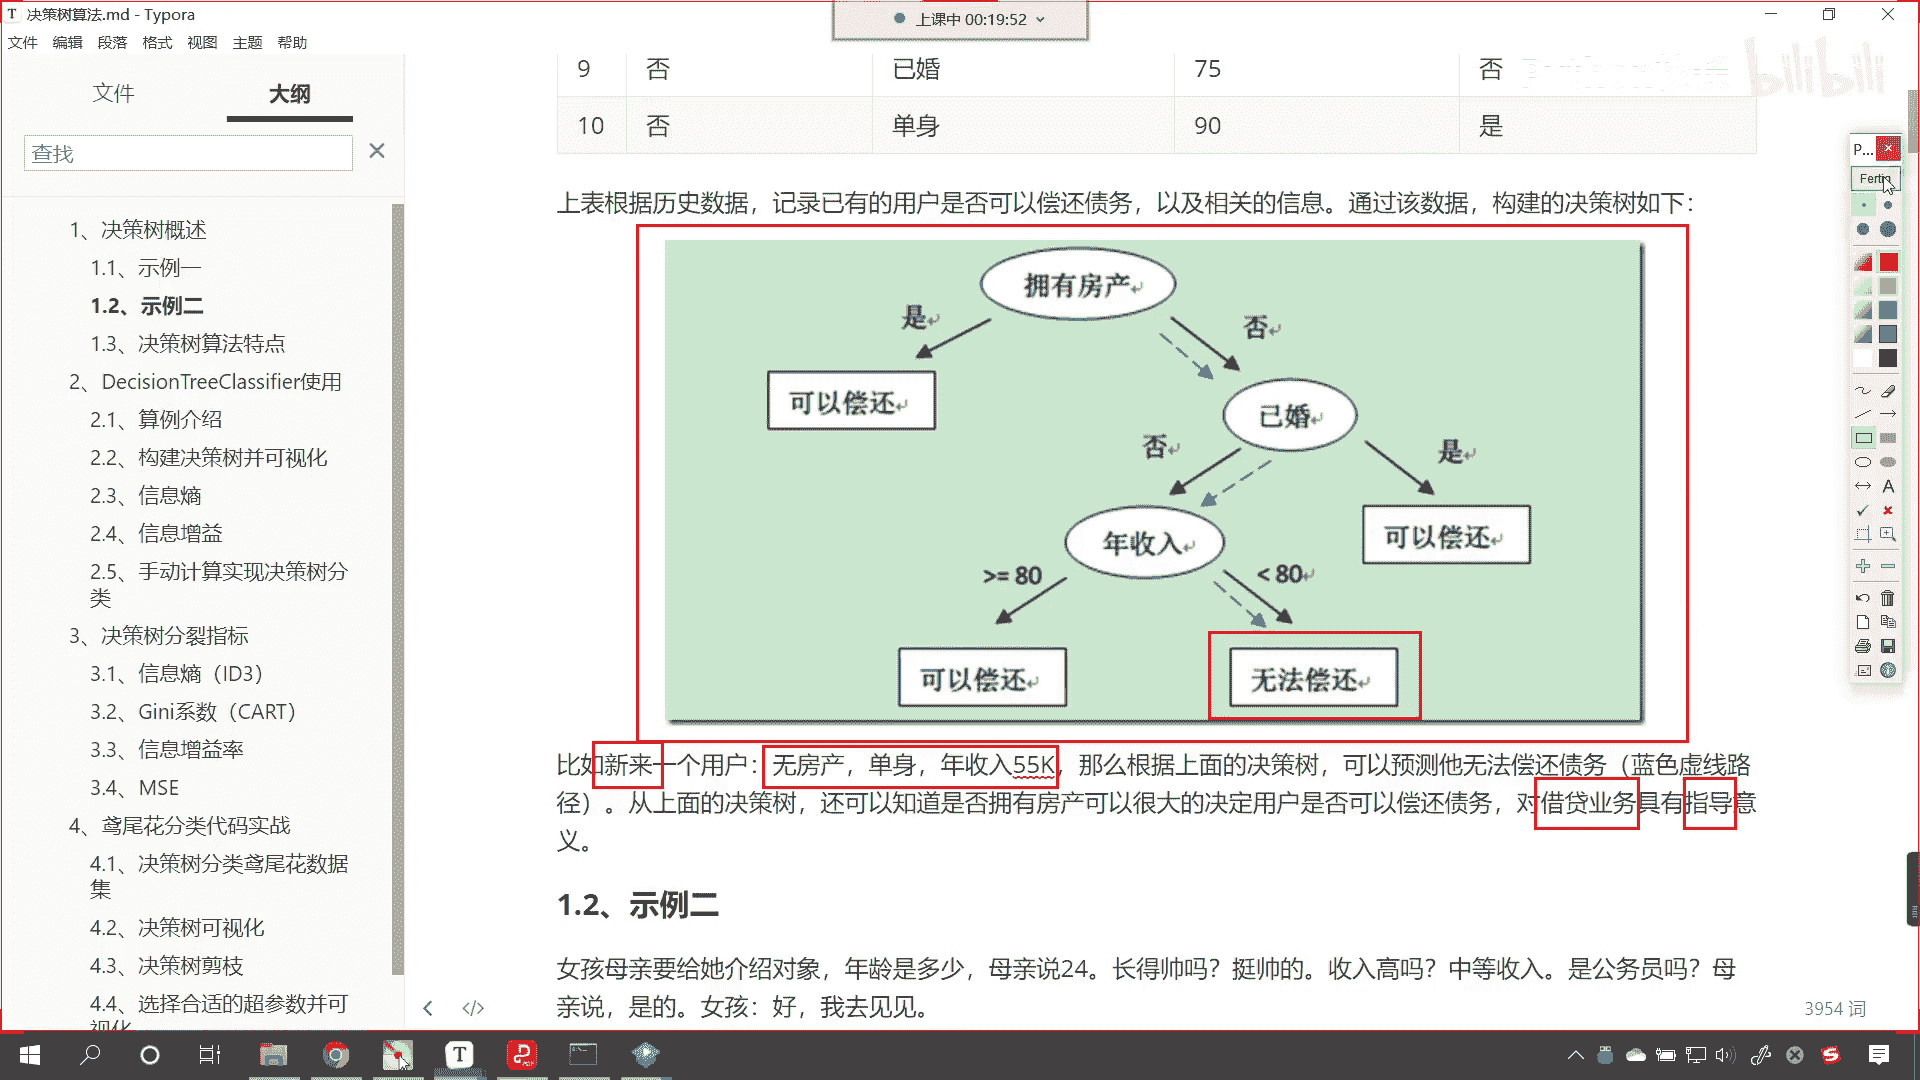 决策树算法.md - Typora
上课中 00:19:52
文件 编辑 段落 格式 视图 主题 帮助
文件 大纲
查找
1、决策树概述
1.1、示例一
1.2、示例二
1.3、决策树算法特点
2、DecisionTreeClassifier使用
2.1、算例介绍
2.2、构建决策树并可视化
2.3、信息熵
2.4、信息增益
2.5、手动计算实现决策树分
类
3、决策树分裂指标
3.1、信息熵（ID3）
3.2、Gini系数（CART）
3.3、信息增益率
3.4、MSE
4、鸢尾花分类代码实战
4.1、决策树分类鸢尾花数据
集
4.2、决策树可视化
4.3、决策树剪枝
4.4、选择合适的超参数并可
视化
9 否 已婚 75 否
10 否 单身 90 是
bilibili
上表根据历史数据，记录已有的用户是否可以偿还债务，以及相关的信息。通过该数据，构建的决策树如下：
拥有房产
是
否
可以偿还
已婚
否
是
年收入
可以偿还
>= 80
< 80
可以偿还
无法偿还
比如新来一个用户：无房产，单身，年收入55K，那么根据上面的决策树，可以预测他无法偿还债务（蓝色虚线路
径）。从上面的决策树，还可以知道是否拥有房产可以很大的决定用户是否可以偿还债务，对借贷业务具有指导意
义。
1.2、示例二
女孩母亲要给她介绍对象，年龄是多少，母亲说24。长得帅吗？挺帅的。收入高吗？中等收入。是公务员吗？母
亲说，是的。女孩：好，我去见见。
3954 词
P...
A